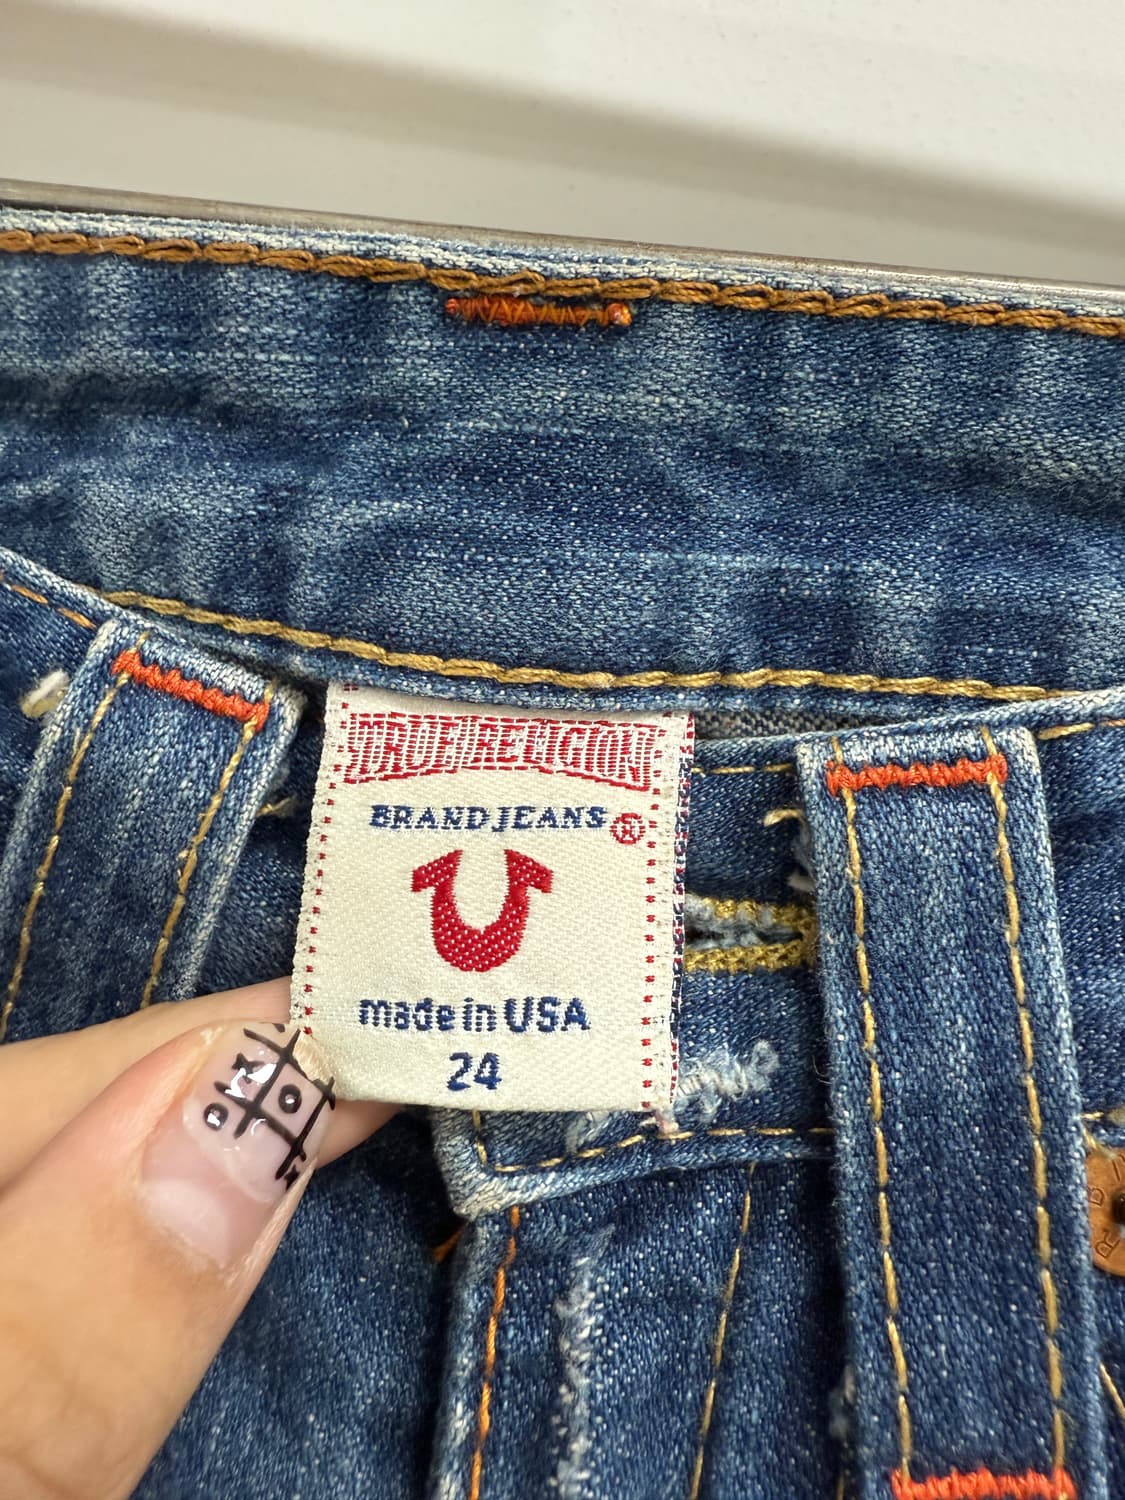 TRUE RELIGION
BRAND JEANS ®
made in USA
24